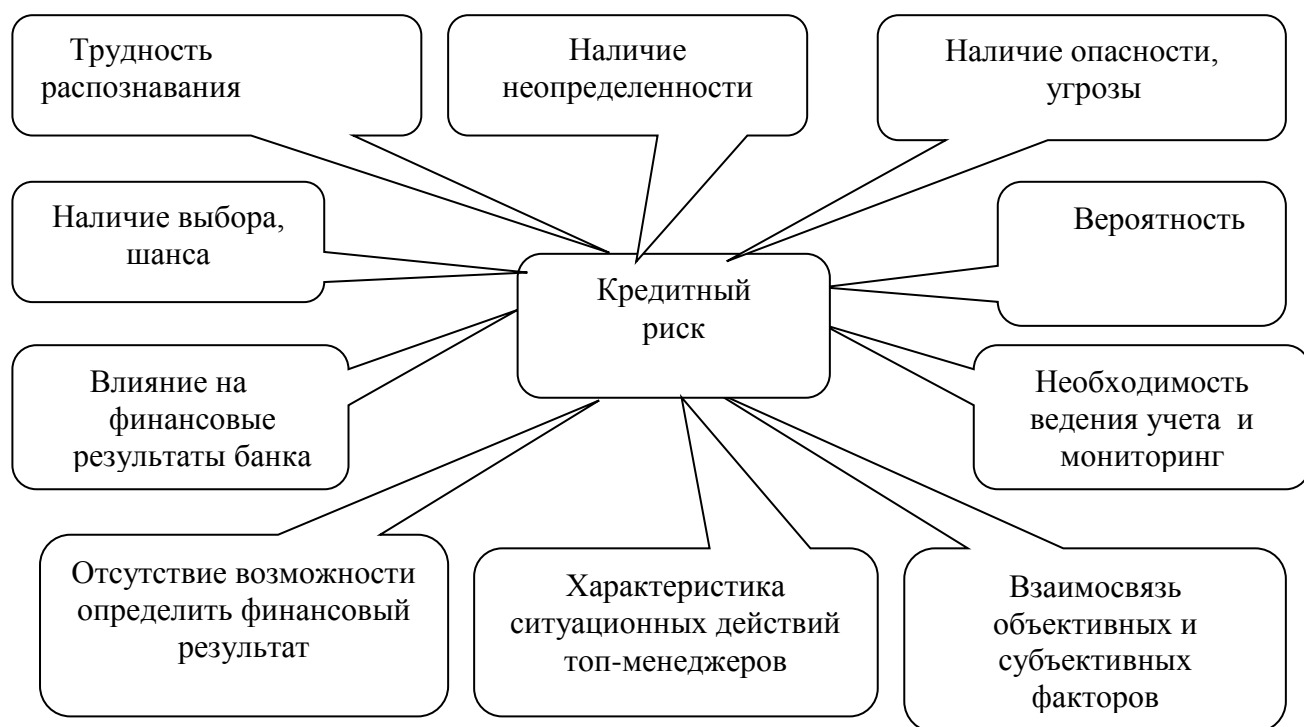 Трудность
распознавания
Наличие
неопределенности
Наличие опасности,
угрозы
Наличие выбора,
шанса
Кредитный
риск
Вероятность
Влияние на
финансовые
результаты банка
Необходимость
ведения учета  и
мониторинг
Отсутствие возможности
определить финансовый
результат
Характеристика
ситуационных действий
топ-менеджеров
Взаимосвязь
объективных и
субъективных
факторов